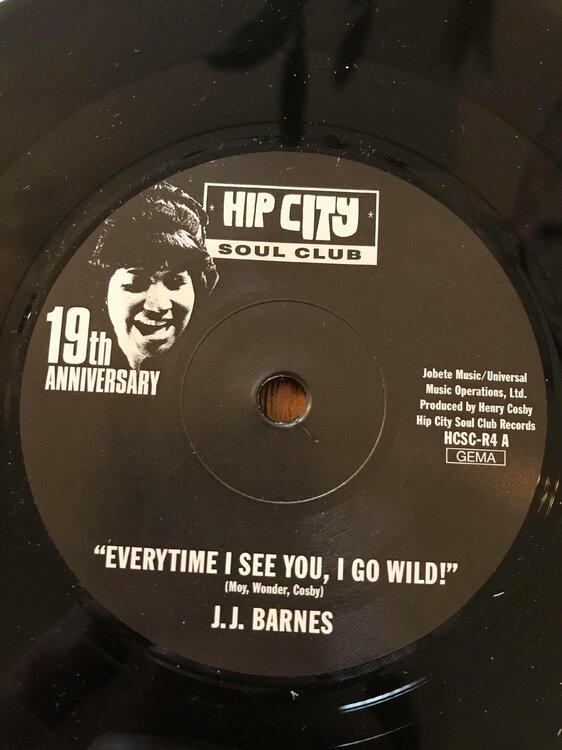 HIP CITY
SOUL CLUB
19th
ANNIVERSARY
Jobete Music/Universal
Music Operations, Ltd.
Produced by Henry Cosby
Hip City Soul Club Records
HCSC-R4 A
GEMA
“EVERYTIME I SEE YOU, I GO WILD!”
(Moy, Wonder, Cosby)
J.J. BARNES